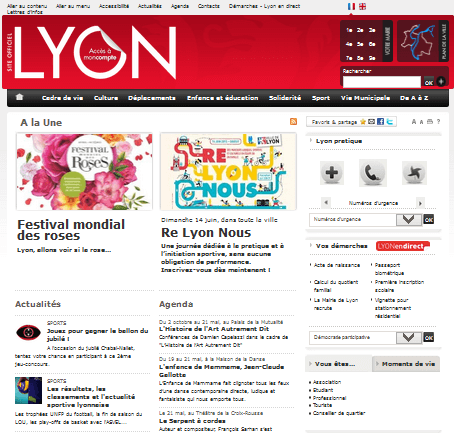 Aller au contenu Aller au menu Accessibilité Actualités Agenda Contacts Démarches - Lyon en direct
Lettres d'infos
SITE OFFICIEL
LYON
Accès à
moncompte
1e 2e 3e
4e 5e 6e
7e 8e 9e
VOTRE MAIRIE
PLAN DE LA VILLE
Rechercher
OK
Cadre de vie Culture Déplacements Enfance et éducation Solidarité Sport Vie Municipale De A à Z
A la Une
FESTIVAL
MONDIAL
DES
ROSES
Festival mondial
des roses
Lyon, allons voir si la rose...
RE
LYON
NOUS
Dimanche 14 juin, dans toute la ville
Re Lyon Nous
Une journée dédiée à la pratique et à
l'initiation sportive, sans aucune
obligation de performance.
Inscrivez-vous dès maintenant !
Actualités
SPORTS
Jouez pour gagner le ballon du
jubilé !
A l'occasion du jubilé Chabal-Nallet,
tentez votre chance en participant à ce 2ème
jeu-concours.
SPORTS
Les résultats, les
classements et l'actualité
sportive lyonnaise
Les trophées UNFP du football, la fin de saison du
LOU, les play-offs de basket avec l'ASVEL...
Agenda
Du 2 octobre au 21 mai, au Palais de la Mutualité
L'Histoire de l'Art Autrement Dit
Conférences de Damien Capelazzi dans le cadre de
"L'Histoire de l'Art Autrement Dit"
Du 19 au 21 mai, à la Maison de la Danse
L'enfance de Mammame, Jean-Claude
Gallotta
L'Enfance de Mammame fait clignoter tous les feux
d'une danse contemporaine directe, ludique et
fantaisiste qui nous emporte tous.
Le 21 mai, au Théâtre de la Croix-Rousse
Le Serpent à cordes
Auteur et compositeur, François Sarhan s'est
Favoris & partage
A A ?
Lyon pratique
Numéros d'urgence
Numéros d'urgence OK
Vos démarches LYONendirect
Acte de naissance
Calcul du quotient
familial
La Mairie de Lyon
recrute
Passeport
biométrique
Première inscription
scolaire
Vignette pour
stationnement
résidentiel
Démocratie participative OK
Vous êtes... Moments de vie
Association
Etudiant
Professionnel
Touriste
Conseiller de quartier